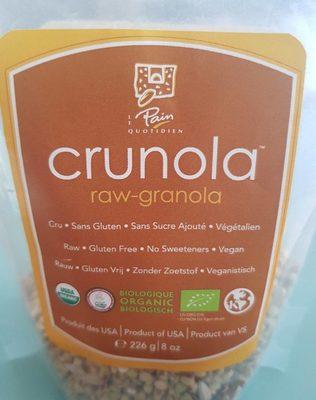 LE Pain
QUOTIDIEN
crunola™
raw-granola
Cru • Sans Gluten • Sans Sucre Ajouté • Végétalien
Raw • Gluten Free • No Sweeteners • Vegan
Rauw • Gluten Vrij • Zonder Zoetstof • Veganistisch
USDA
ORGANIC
BIOLOGIQUE
ORGANIC
BIOLOGISCH
K
Produit des USA | Product of USA | Product van VS
℮ 226 g | 8 oz